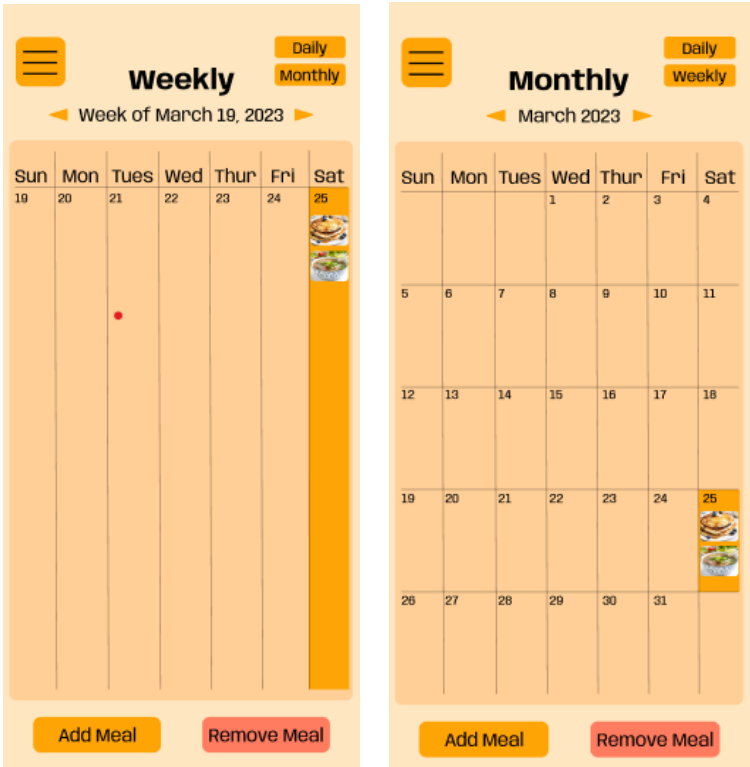 Daily
Weekly
Monthly
Week of March 19, 2023
Sun Mon Tues Wed Thur Fri Sat
19 20 21 22 23 24 25
Add Meal Remove Meal
Daily
Monthly
Weekly
March 2023
Sun Mon Tues Wed Thur Fri Sat
1 2 3 4
5 6 7 8 9 10 11
12 13 14 15 16 17 18
19 20 21 22 23 24 25
26 27 28 29 30 31
Add Meal Remove Meal